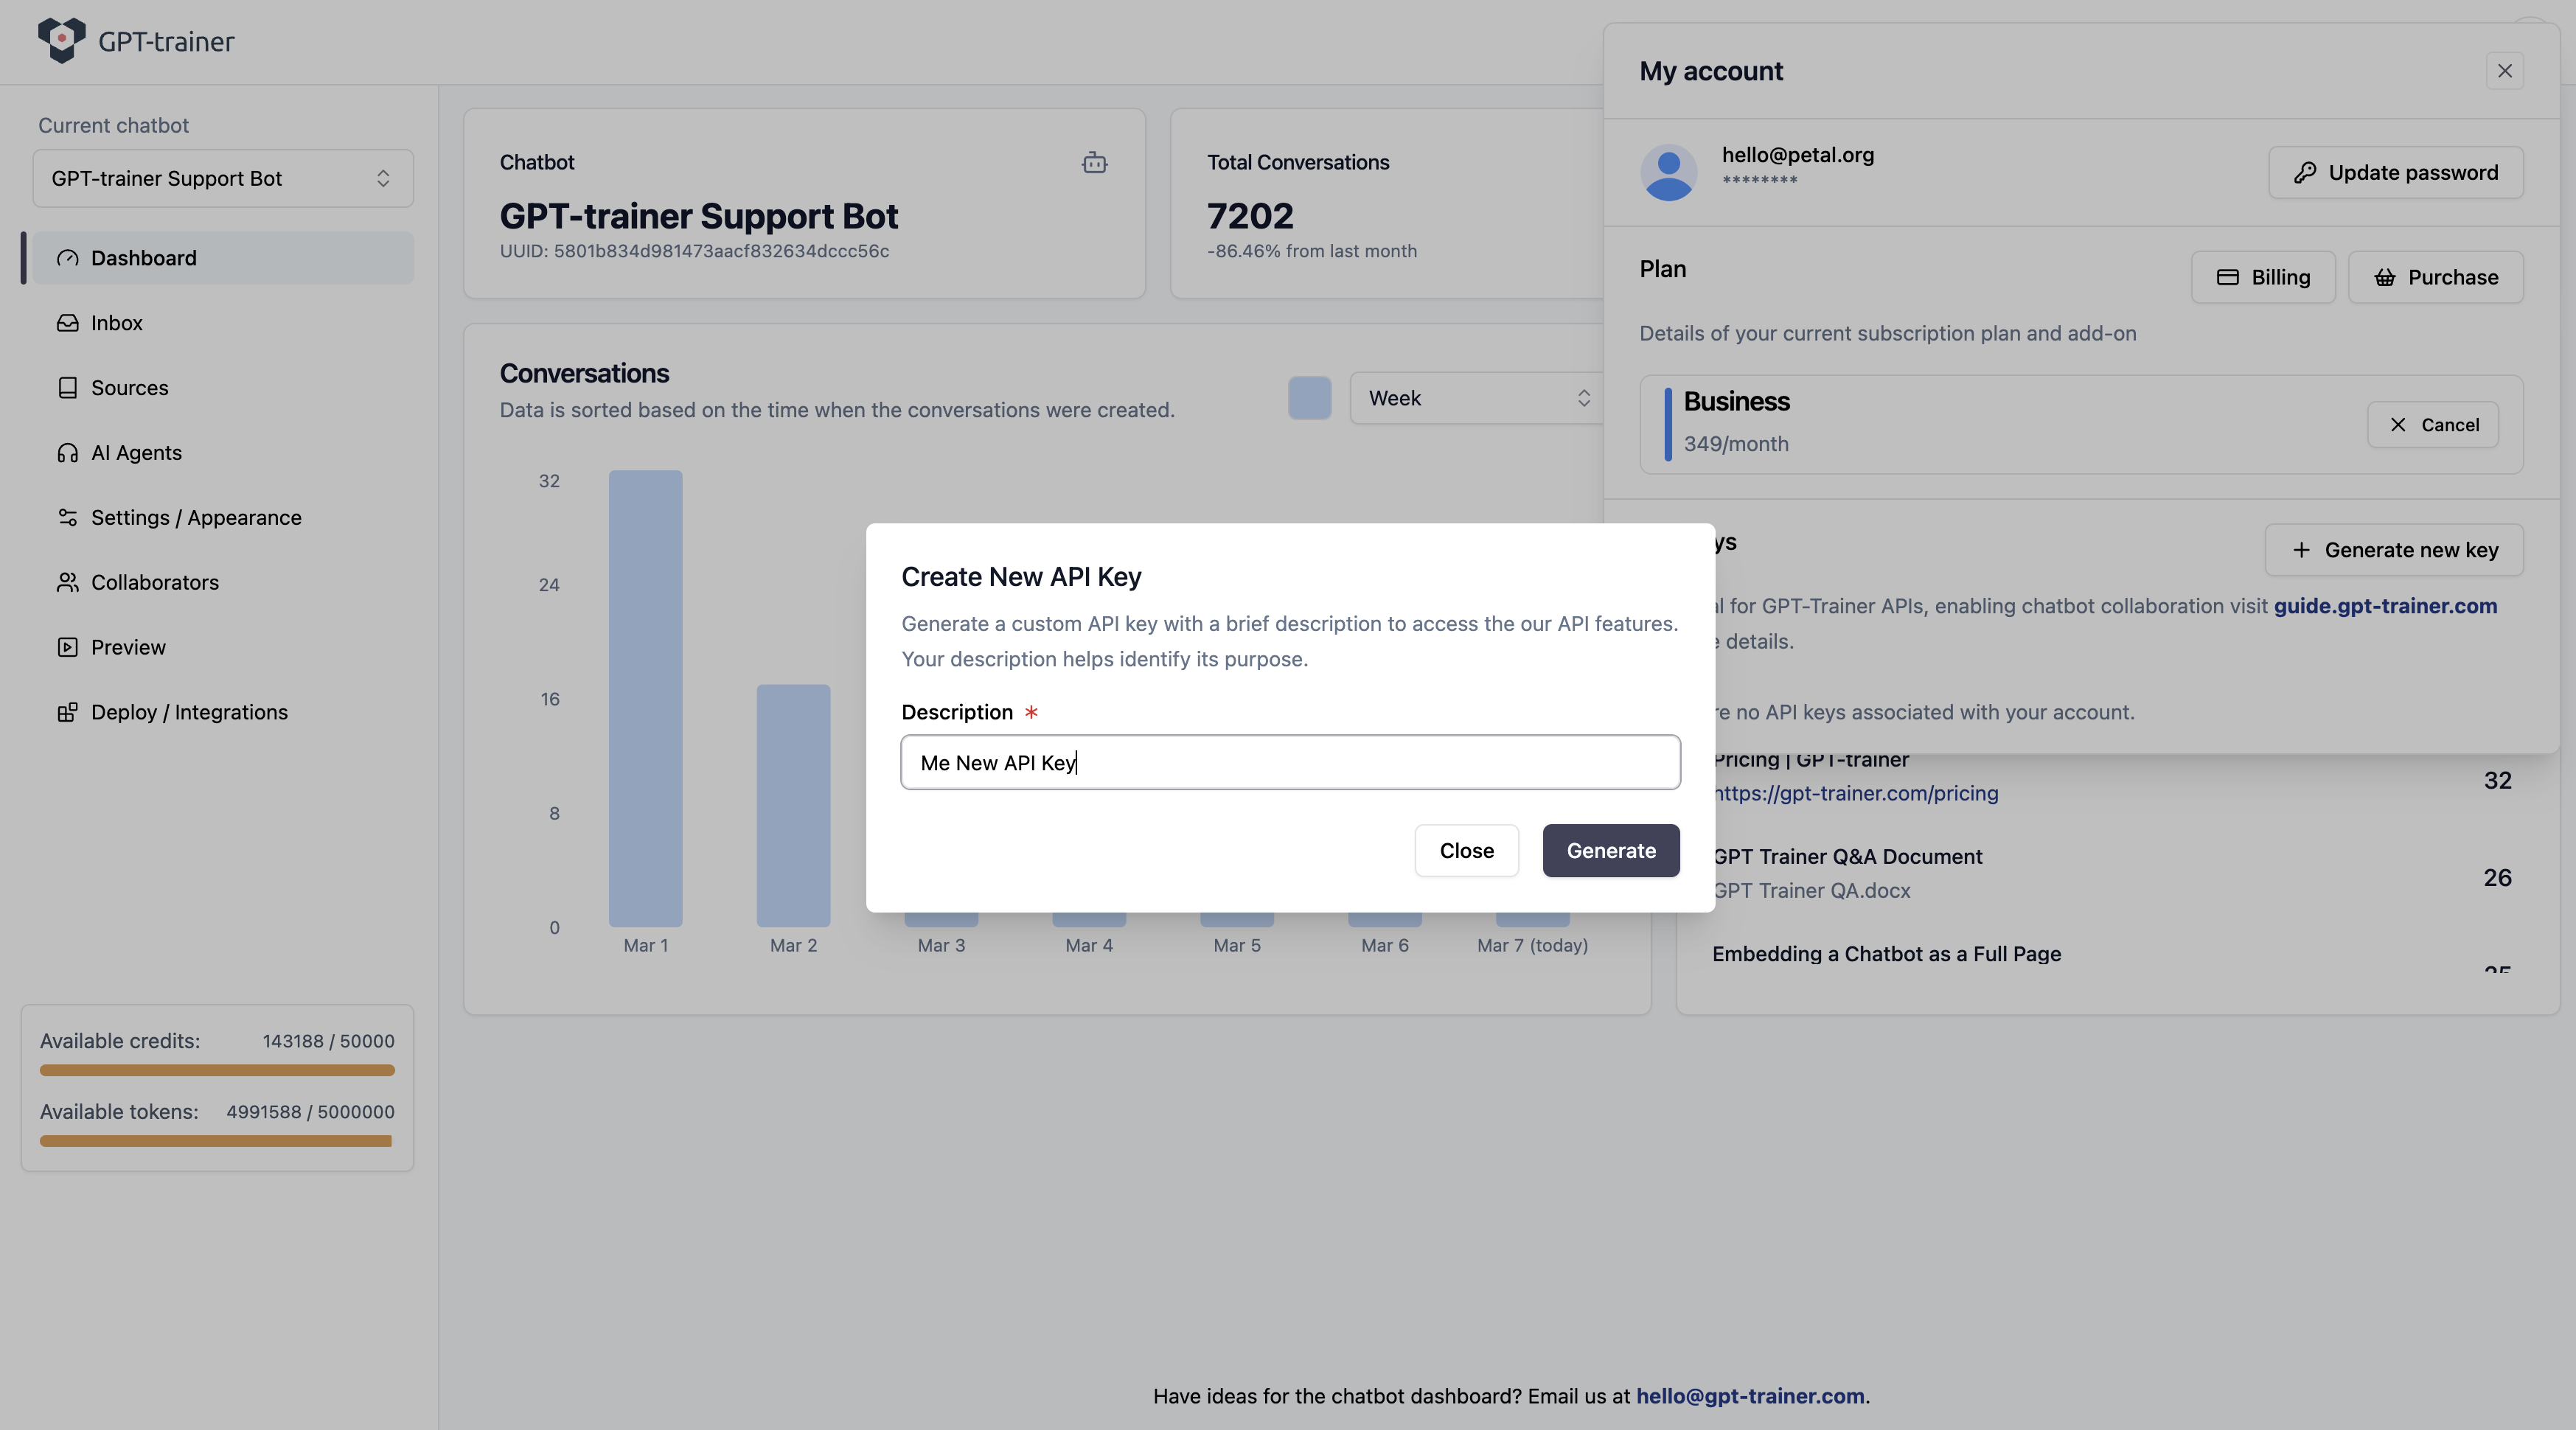 GPT-trainer
Current chatbot
GPT-trainer Support Bot
Dashboard
Inbox
Sources
AI Agents
Settings / Appearance
Collaborators
Preview
Deploy / Integrations
Available credits: 143188 / 50000
Available tokens: 4991588 / 5000000
Chatbot
GPT-trainer Support Bot
UUID: 5801b834d981473aacf832634dccc56c
Total Conversations
7202
-86.46% from last month
Conversations
Data is sorted based on the time when the conversations were created.
Week
32
24
16
8
0
Mar 1 Mar 2 Mar 3 Mar 4 Mar 5 Mar 6 Mar 7 (today)
My account
hello@petal.org
********
Update password
Plan
Billing
Purchase
Details of your current subscription plan and add-on
Business
349/month
Cancel
Generate new key
for GPT-Trainer APIs, enabling chatbot collaboration visit guide.gpt-trainer.com
details.
no API keys associated with your account.
Create New API Key
Generate a custom API key with a brief description to access the our API features.
Your description helps identify its purpose.
Description *
Me New API Key
Close
Generate
Pricing | GPT-trainer
https://gpt-trainer.com/pricing
32
GPT Trainer Q&A Document
GPT Trainer QA.docx
26
Embedding a Chatbot as a Full Page
Have ideas for the chatbot dashboard? Email us at hello@gpt-trainer.com.